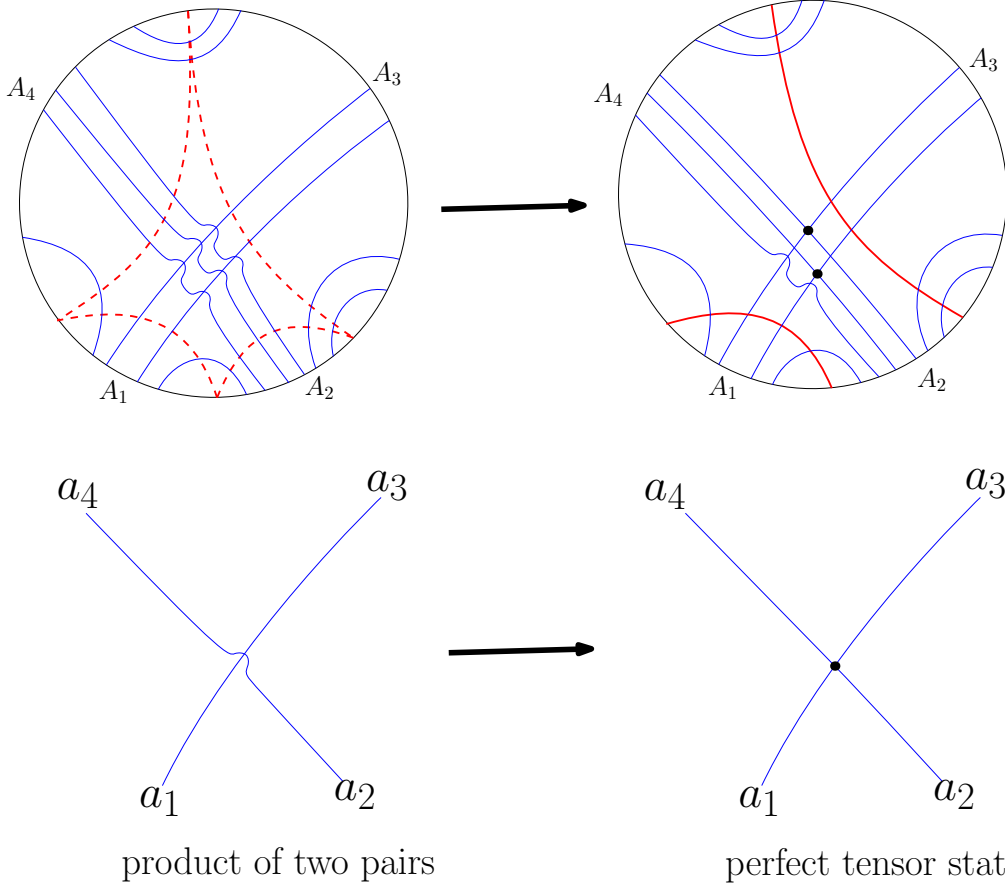 A₄ A₃ A₄ A₃
A₁ A₂ A₁ A₂
a₄ a₃ a₄ a₃
a₁ a₂ a₁ a₂
product of two pairs perfect tensor stat